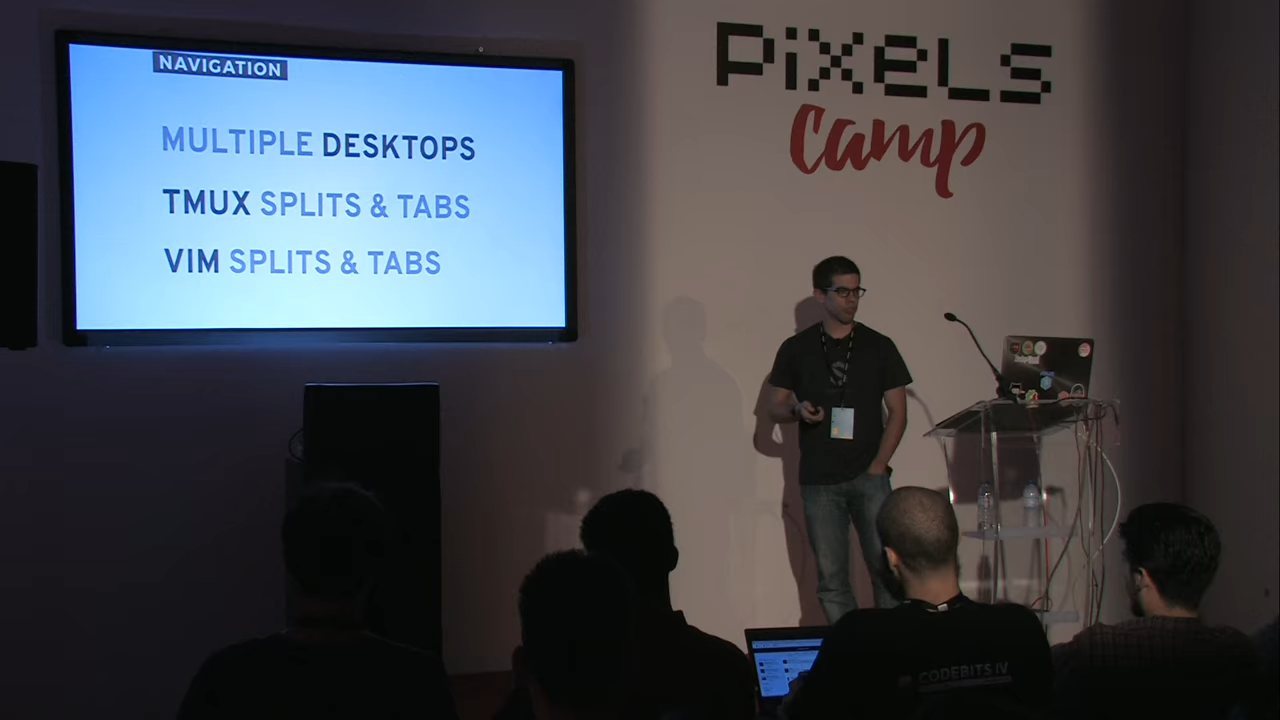 NAVIGATION
MULTIPLE DESKTOPS
TMUX SPLITS & TABS
VIM SPLITS & TABS
PiXELS
Camp
CODEBITS IV